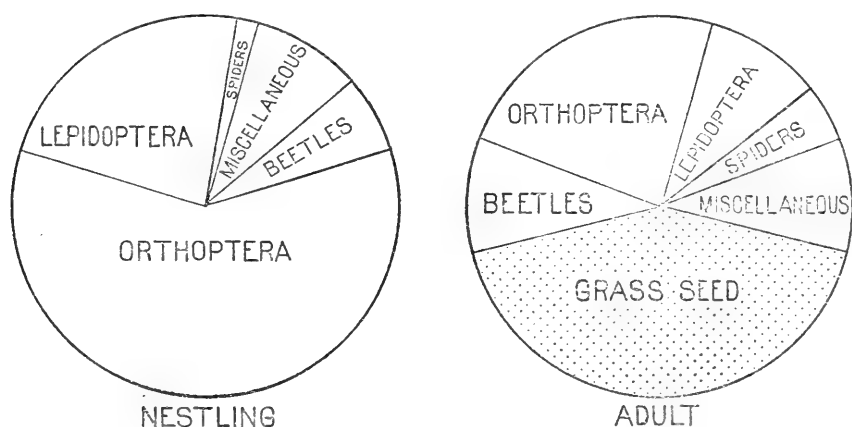 SPIDERS
MISCELLANEOUS
LEPIDOPTERA
BEETLES
ORTHOPTERA
NESTLING
ORTHOPTERA
LEPIDOPTERA
SPIDERS
BEETLES
MISCELLANEOUS
GRASS SEED
ADULT